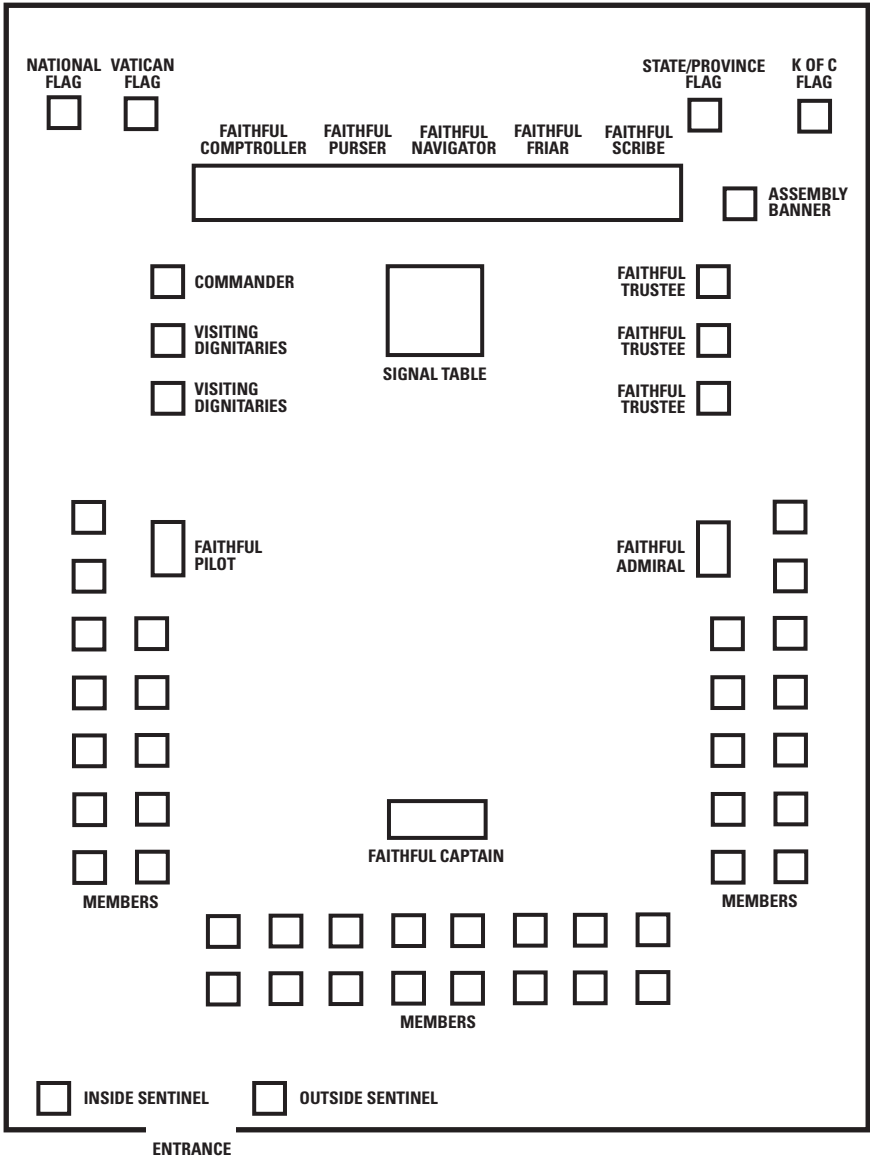 NATIONAL FLAG
VATICAN FLAG
STATE/PROVINCE FLAG
K OF C FLAG
FAITHFUL COMPTROLLER
FAITHFUL PURSER
FAITHFUL NAVIGATOR
FAITHFUL FRIAR
FAITHFUL SCRIBE
ASSEMBLY BANNER
COMMANDER
FAITHFUL TRUSTEE
VISITING DIGNITARIES
FAITHFUL TRUSTEE
SIGNAL TABLE
VISITING DIGNITARIES
FAITHFUL TRUSTEE
FAITHFUL PILOT
FAITHFUL ADMIRAL
FAITHFUL CAPTAIN
MEMBERS
MEMBERS
MEMBERS
INSIDE SENTINEL
OUTSIDE SENTINEL
ENTRANCE